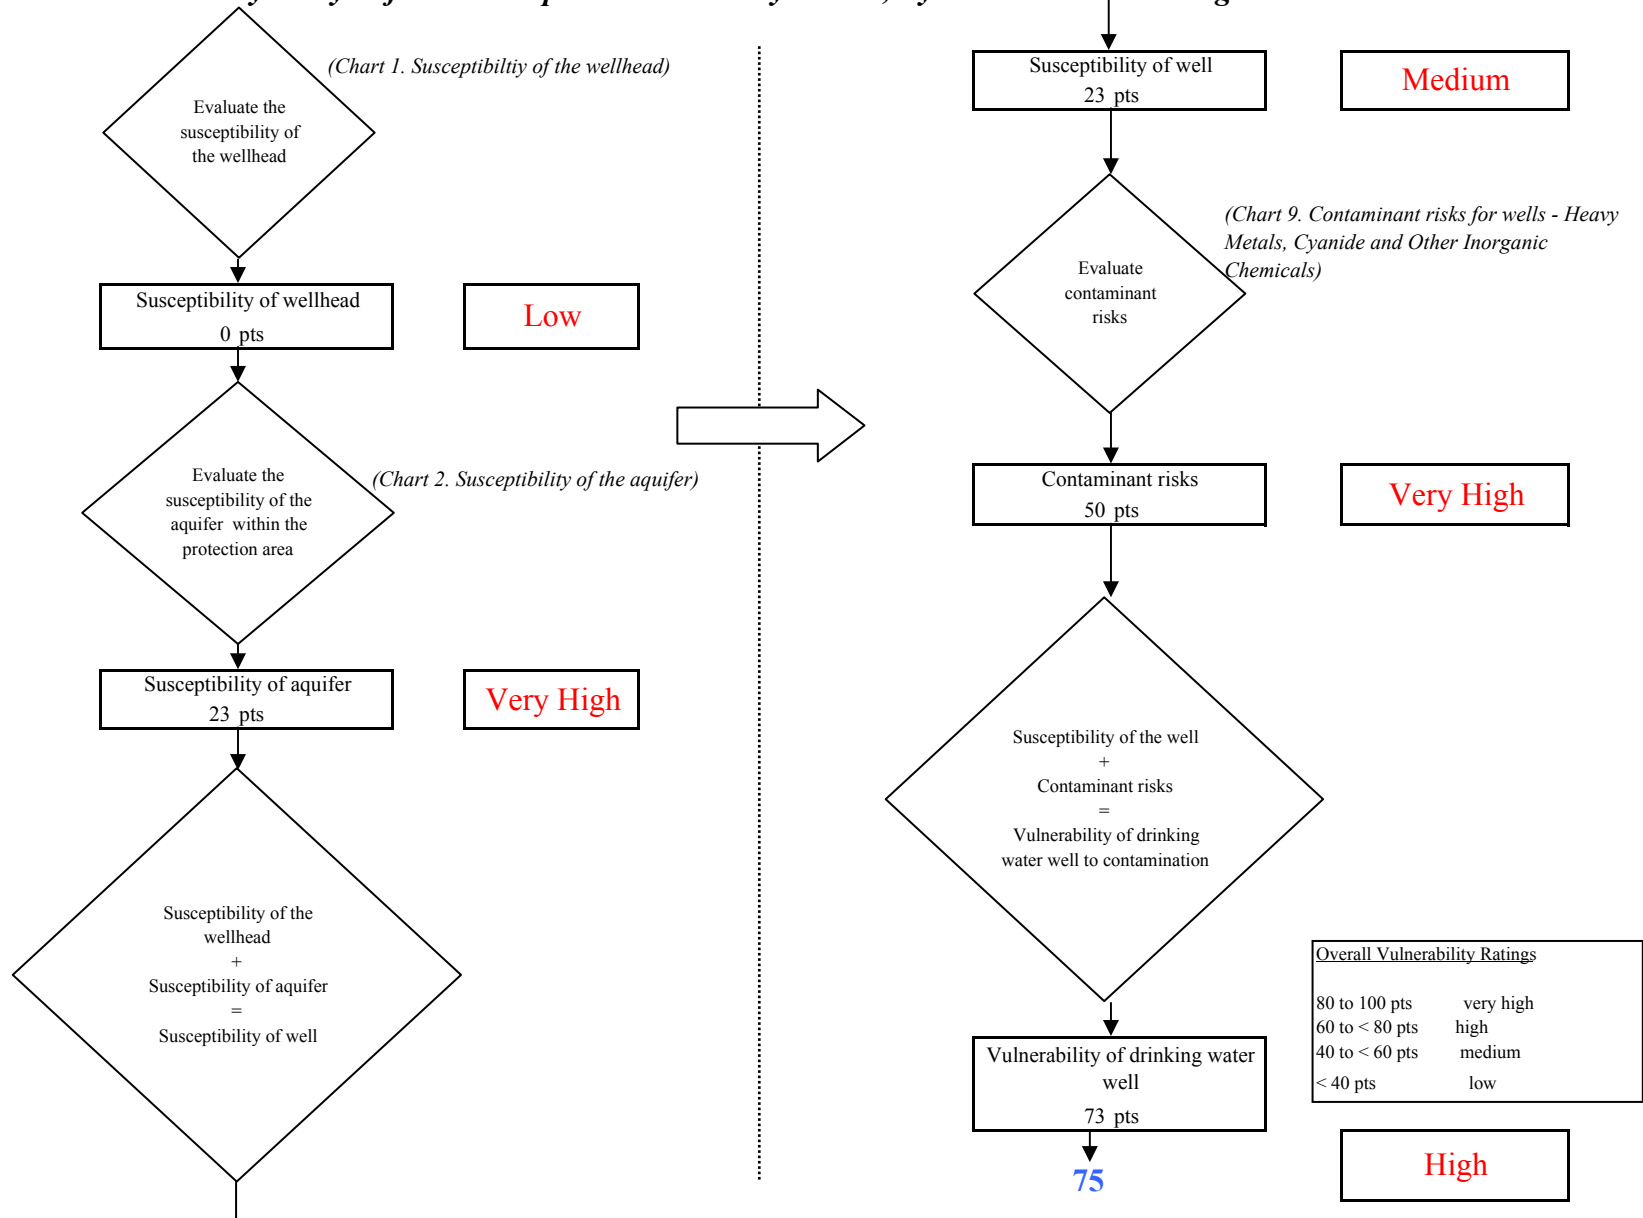 (Chart 1. Susceptibiltiy of the wellhead)
Evaluate the
susceptibility of
the wellhead
Susceptibility of wellhead
0 pts
Low
Evaluate the
susceptibility of the
aquifer within the
protection area
(Chart 2. Susceptibility of the aquifer)
Susceptibility of aquifer
23 pts
Very High
Susceptibility of the
wellhead
+
Susceptibility of aquifer
=
Susceptibility of well
Susceptibility of well
23 pts
Medium
(Chart 9. Contaminant risks for wells - Heavy
Metals, Cyanide and Other Inorganic
Chemicals)
Evaluate
contaminant
risks
Contaminant risks
50 pts
Very High
Susceptibility of the well
+
Contaminant risks
=
Vulnerability of drinking
water well to contamination
Overall Vulnerability Ratings
80 to 100 pts very high
60 to < 80 pts high
40 to < 60 pts medium
< 40 pts low
Vulnerability of drinking water
well
73 pts
75
High